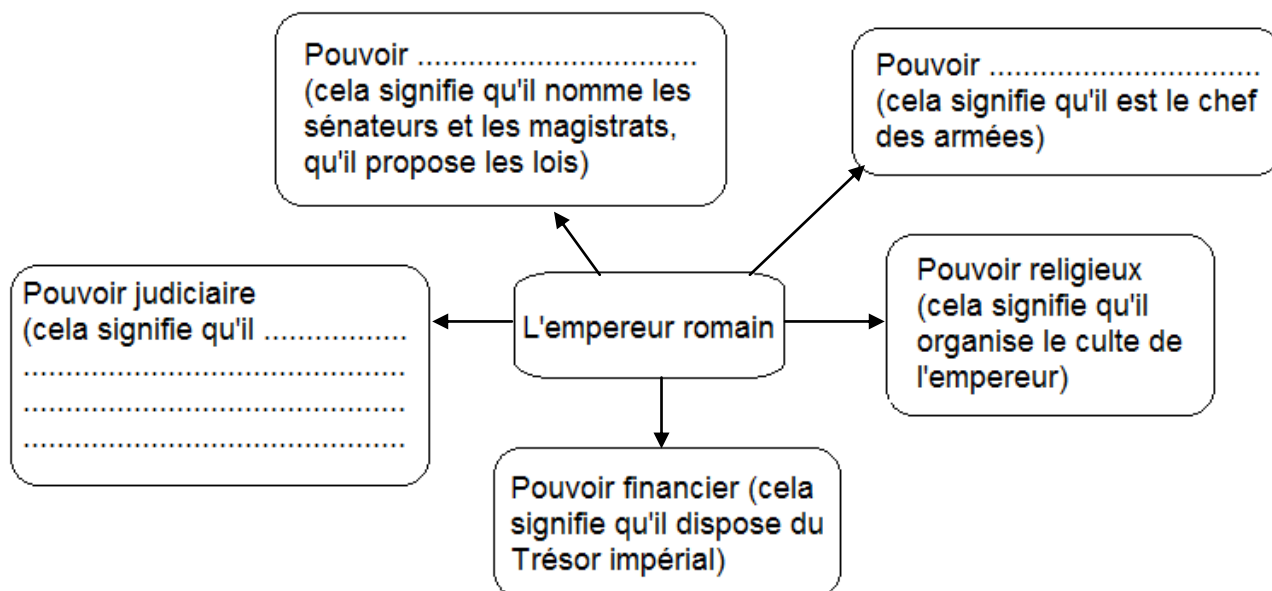 Pouvoir .................................
(cela signifie qu'il nomme les
sénateurs et les magistrats,
qu'il propose les lois)
Pouvoir ................................
(cela signifie qu'il est le chef
des armées)
Pouvoir judiciaire
(cela signifie qu'il .................
.............................................
.............................................
.............................................
L'empereur romain
Pouvoir religieux
(cela signifie qu'il
organise le culte de
l'empereur)
Pouvoir financier (cela
signifie qu'il dispose du
Trésor impérial)